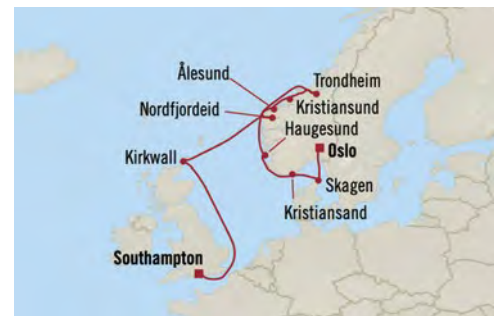 Ålesund
Trondheim
Nordfjordeid
Kristiansund
Haugesund
Oslo
Kirkwall
Skagen
Kristiansand
Southampton